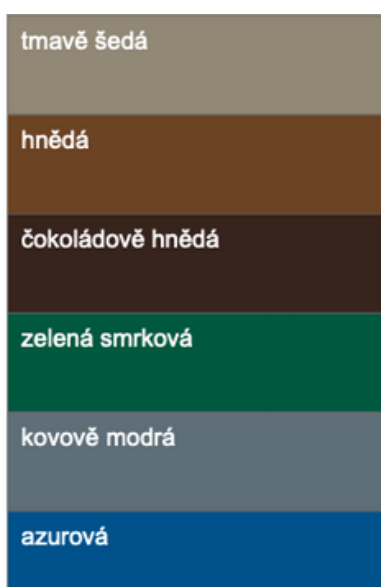 tmavě šedá
hnědá
čokoládově hnědá
zelená smrková
kovově modrá
azurová